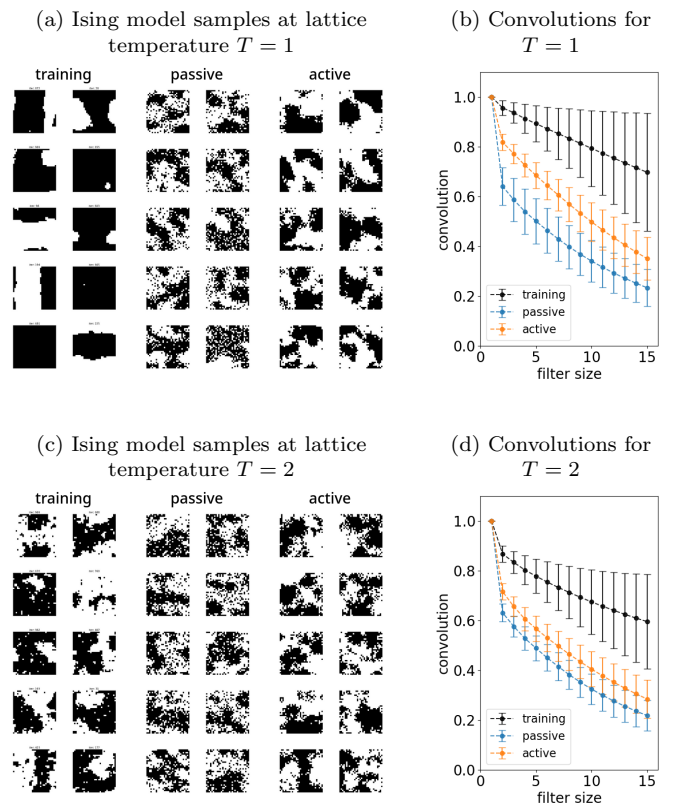 (a) Ising model samples at lattice
temperature T = 1
training passive active
(b) Convolutions for
T = 1
convolution
1.0
0.8
0.6
0.4
0.2
0.0
training
passive
active
0 5 10 15
filter size
(c) Ising model samples at lattice
temperature T = 2
training passive active
(d) Convolutions for
T = 2
convolution
1.0
0.8
0.6
0.4
0.2
0.0
training
passive
active
0 5 10 15
filter size